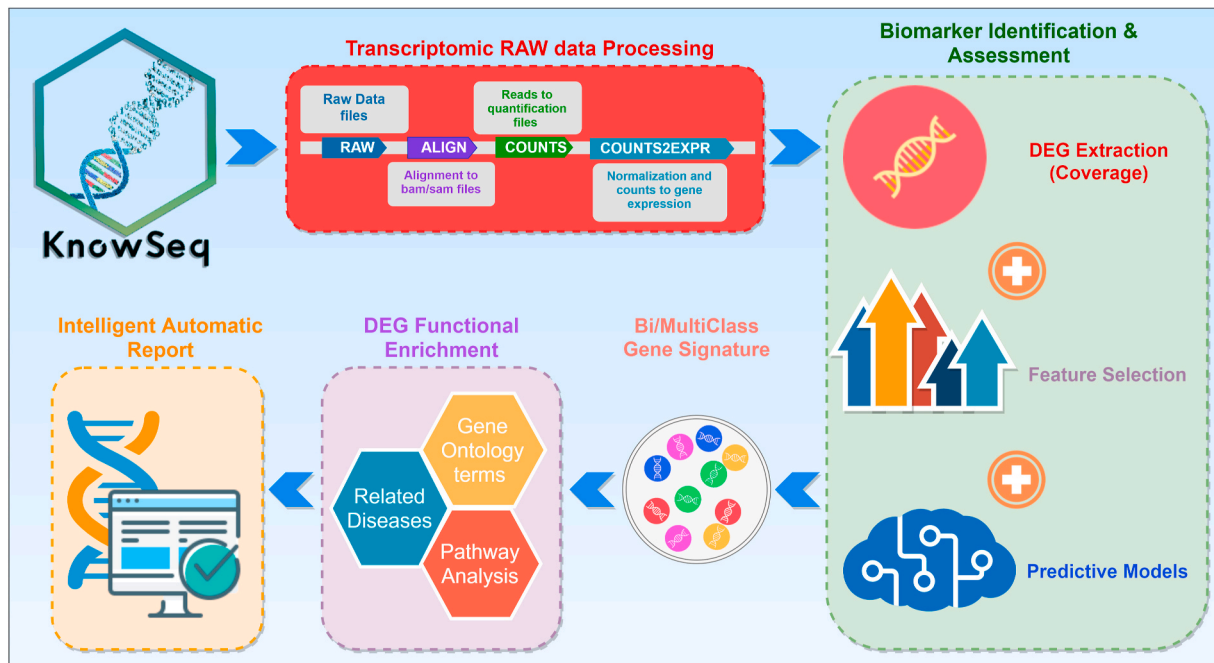 KnowSeq
Transcriptomic RAW data Processing
Raw Data
files
Reads to
quantification
files
RAW
ALIGN
COUNTS
COUNTS2EXPR
Alignment to
bam/sam files
Normalization and
counts to gene
expression
Biomarker Identification &
Assessment
DEG Extraction
(Coverage)
Feature Selection
Predictive Models
Bi/MultiClass
Gene Signature
DEG Functional
Enrichment
Gene
Ontology
terms
Related
Diseases
Pathway
Analysis
Intelligent Automatic
Report